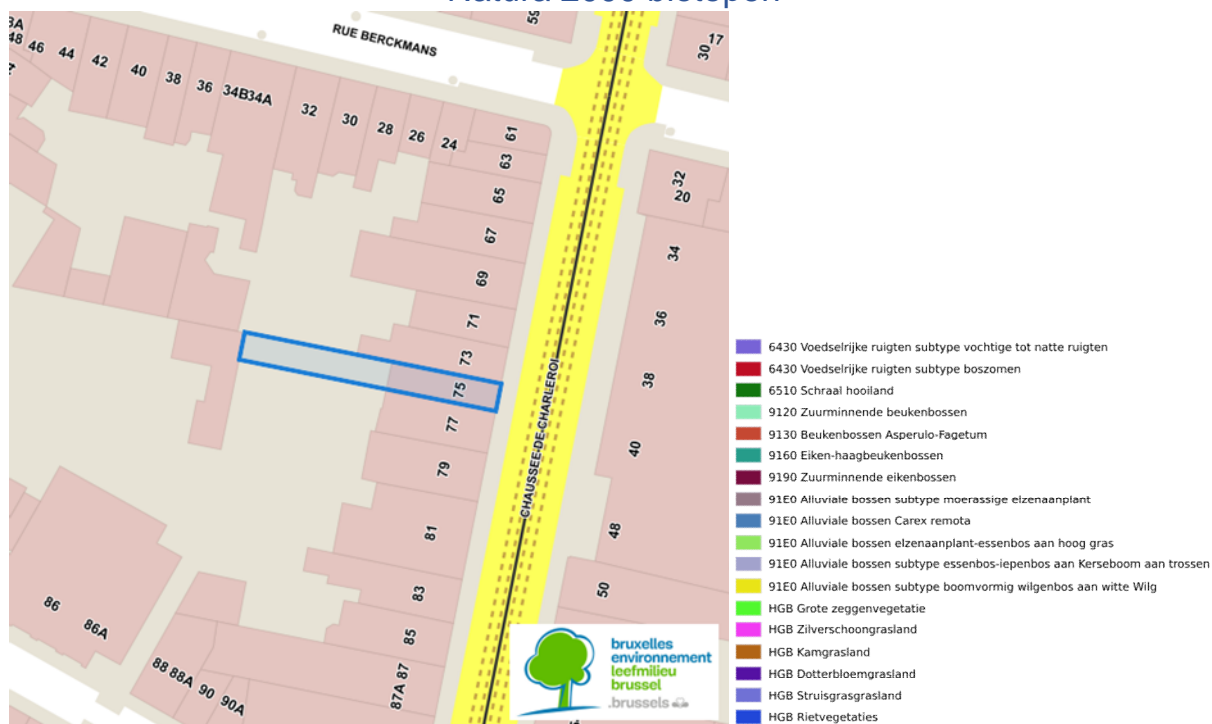 Natura 2000 biotopen
RUE BERCKMANS
59
17
30
48
46
44
42
40
38
36
34B34A
32
30
28
26
24
61
63
65
67
69
71
73
75
77
79
81
83
85
87
87A
32
20
34
36
38
40
48
50
CHAUSSEE-DE-CHARLEROI
86
86A
88
88A
90
90A
bruxelles
environnement
leefmilieu
brussel
.brussels
6430 Voedselrijke ruigten subtype vochtige tot natte ruigten
6430 Voedselrijke ruigten subtype boszomen
6510 Schraal hooiland
9120 Zuurminnende beukenbossen
9130 Beukenbossen Asperulo-Fagetum
9160 Eiken-haagbeukenbossen
9190 Zuurminnende eikenbossen
91E0 Alluviale bossen subtype moerassige elzenaanplant
91E0 Alluviale bossen Carex remota
91E0 Alluviale bossen elzenaanplant-essenbos aan hoog gras
91E0 Alluviale bossen subtype essenbos-iepenbos aan Kerseboom aan trossen
91E0 Alluviale bossen subtype boomvormig wilgenbos aan witte Wilg
HGB Grote zeggenvegetatie
HGB Zilverschoongrasland
HGB Kamgrasland
HGB Dotterbloemgrasland
HGB Struisgrasgrasland
HGB Rietvegetaties